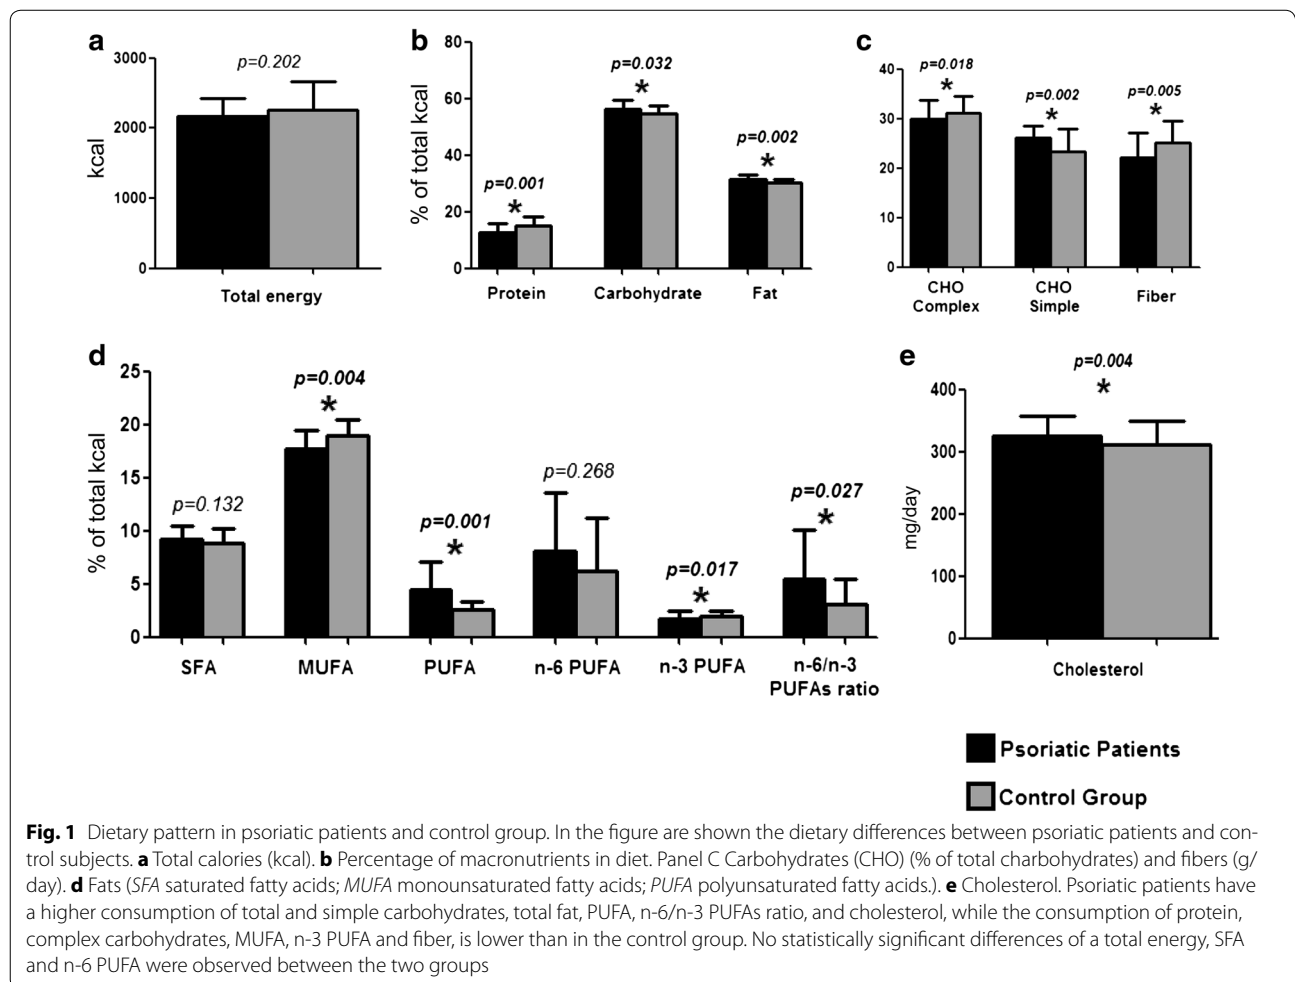 a
3000
2000
1000
0
kcal
p=0.202
Total energy
b
80
60
40
20
0
% of total kcal
p=0.001
*
p=0.032
*
p=0.002
*
Protein
Carbohydrate
Fat
c
40
30
20
10
0
p=0.018
*
p=0.002
*
p=0.005
*
CHO
Complex
CHO
Simple
Fiber
d
25
20
15
10
5
0
% of total kcal
p=0.132
p=0.004
*
p=0.001
*
p=0.268
p=0.017
*
p=0.027
*
SFA
MUFA
PUFA
n-6 PUFA
n-3 PUFA
n-6/n-3
PUFAs ratio
e
400
300
200
100
0
mg/day
p=0.004
*
Cholesterol
Psoriatic Patients
Control Group
Fig. 1 Dietary pattern in psoriatic patients and control group. In the figure are shown the dietary differences between psoriatic patients and con-
trol subjects. a Total calories (kcal). b Percentage of macronutrients in diet. Panel C Carbohydrates (CHO) (% of total charbohydrates) and fibers (g/
day). d Fats (SFA saturated fatty acids; MUFA monounsaturated fatty acids; PUFA polyunsaturated fatty acids.). e Cholesterol. Psoriatic patients have
a higher consumption of total and simple carbohydrates, total fat, PUFA, n-6/n-3 PUFAs ratio, and cholesterol, while the consumption of protein,
complex carbohydrates, MUFA, n-3 PUFA and fiber, is lower than in the control group. No statistically significant differences of a total energy, SFA
and n-6 PUFA were observed between the two groups